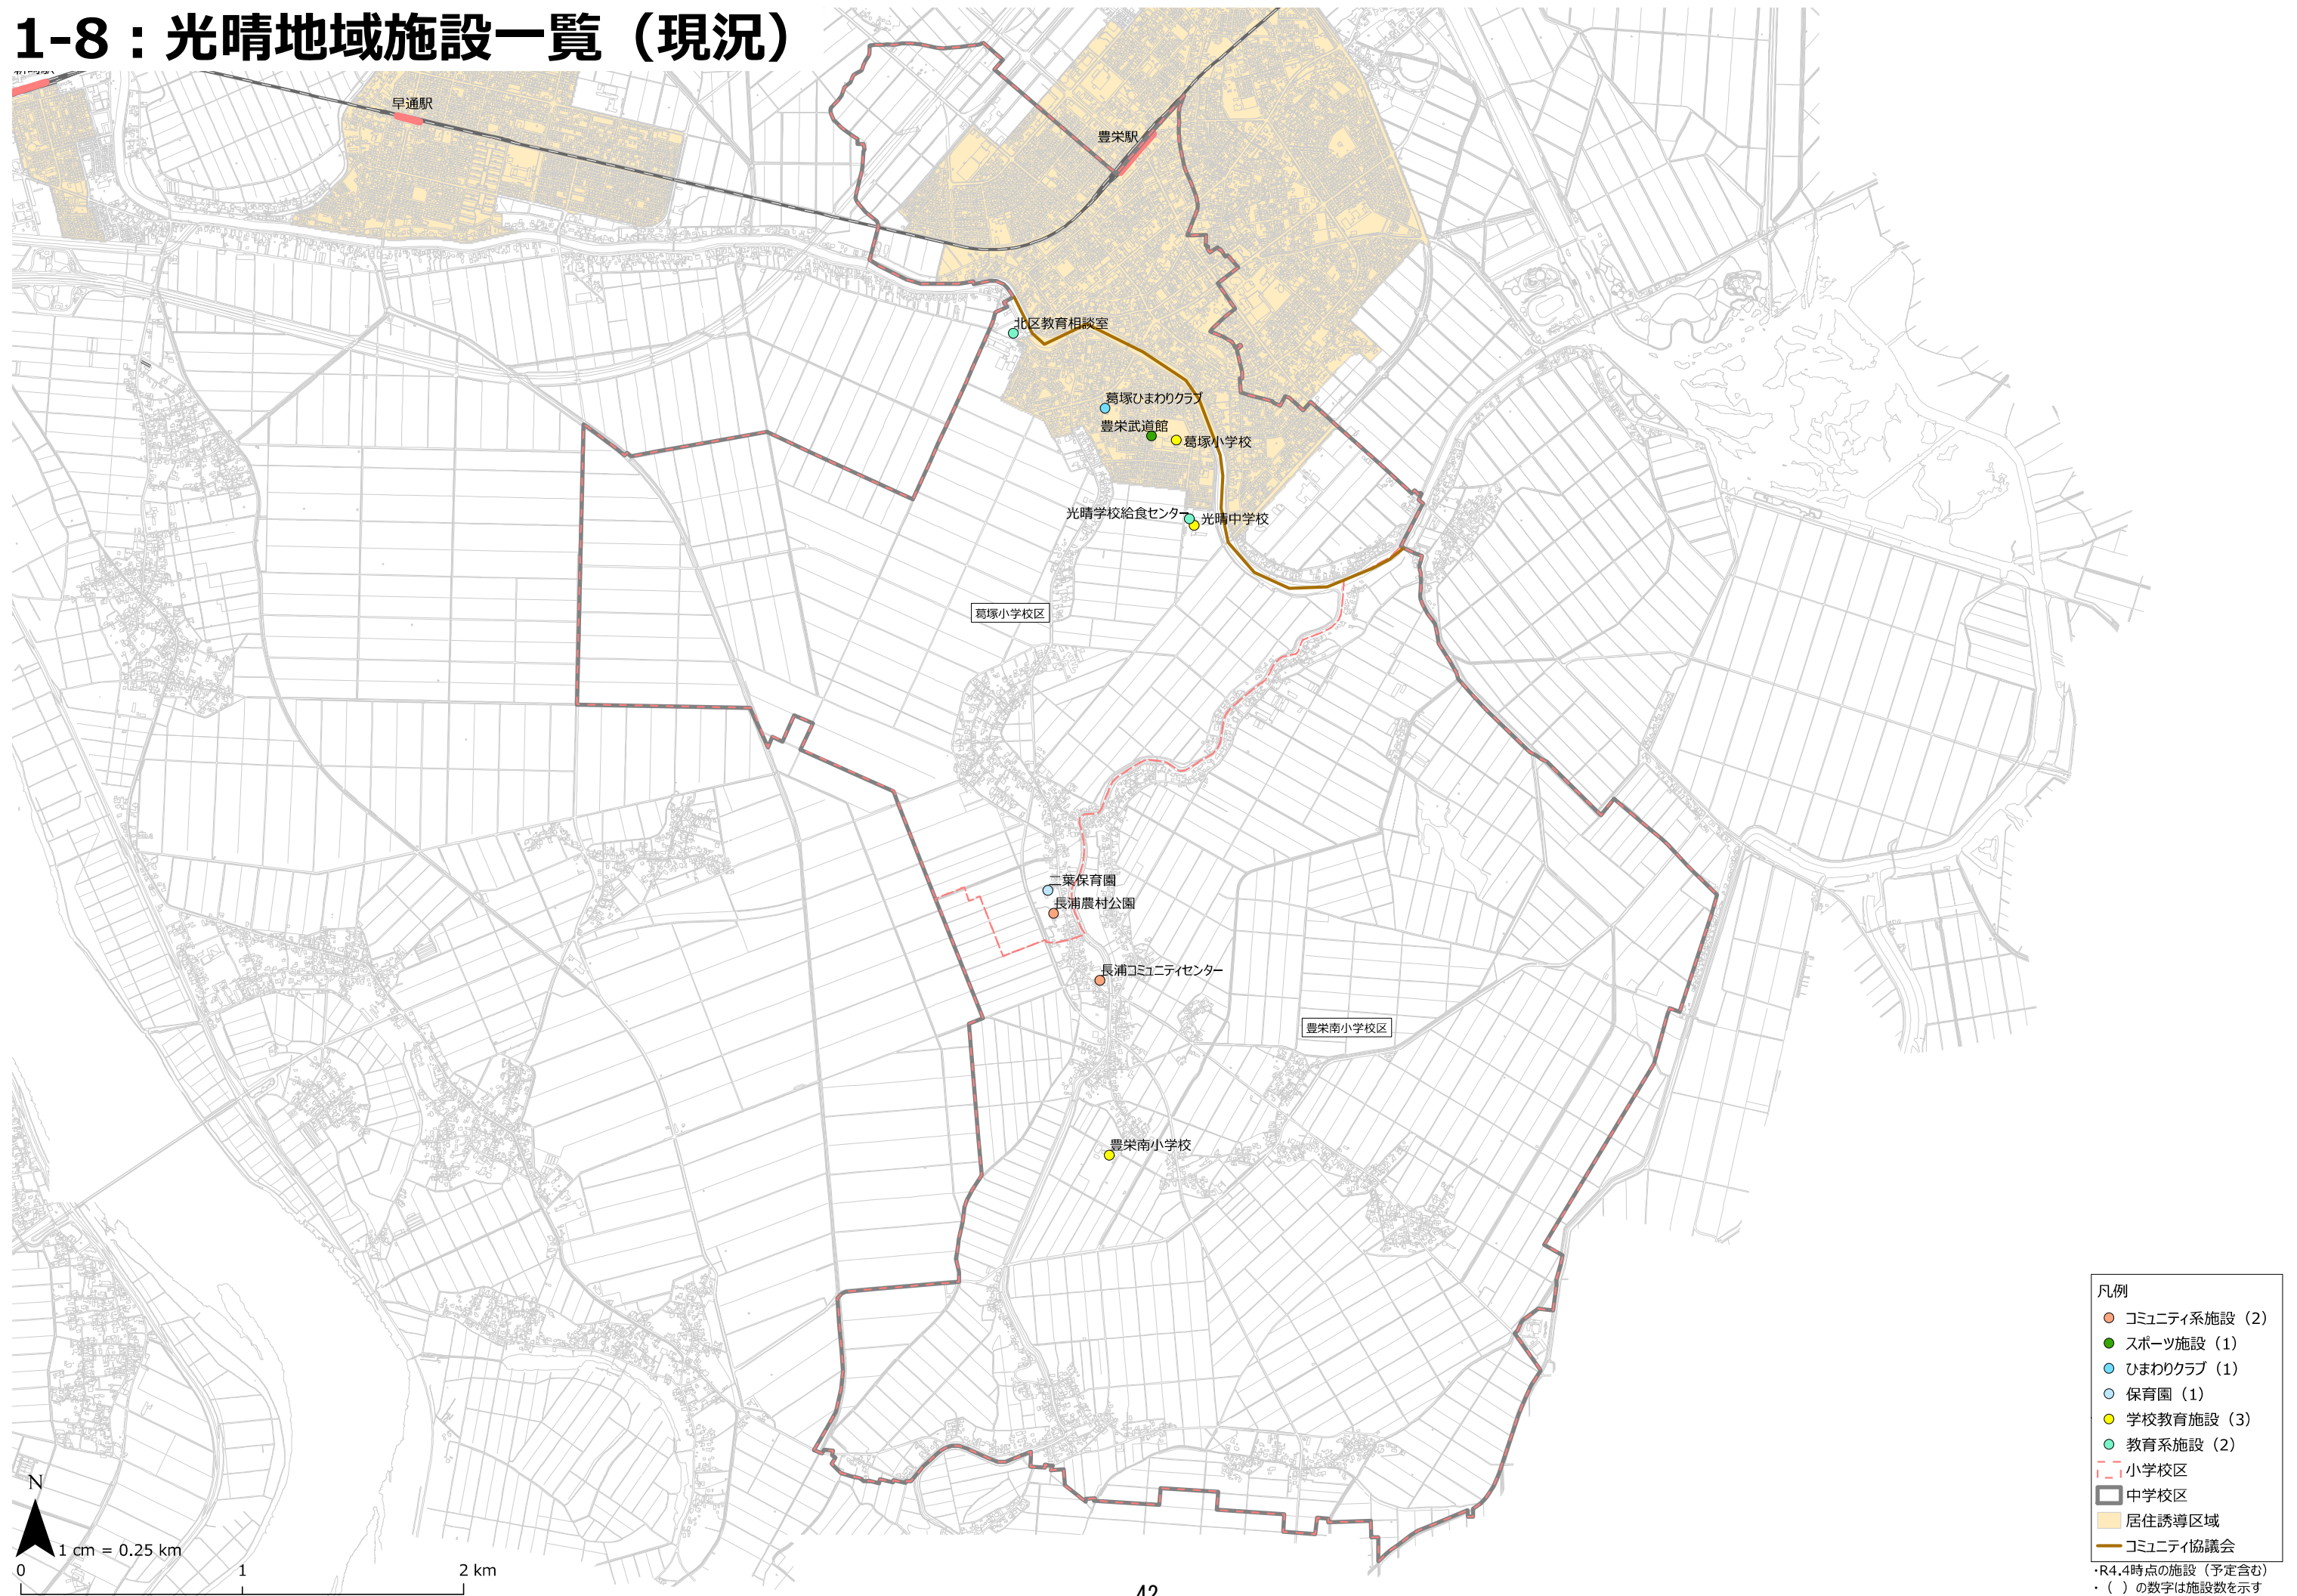 1-8：光晴地域施設一覧（現況）
早通駅
豊栄駅
北区教育相談室
葛塚ひまわりクラブ
豊栄武道館
葛塚小学校
光晴学校給食センター
光晴中学校
葛塚小学校区
二葉保育園
長浦農村公園
長浦コミュニティセンター
豊栄南小学校区
豊栄南小学校
凡例
コミュニティ系施設（2）
スポーツ施設（1）
ひまわりクラブ（1）
保育園（1）
学校教育施設（3）
教育系施設（2）
小学校区
中学校区
居住誘導区域
コミュニティ協議会
・R4.4時点の施設（予定含む）
・（　）の数字は施設数を示す
N
1 cm = 0.25 km
0 1 2 km
42